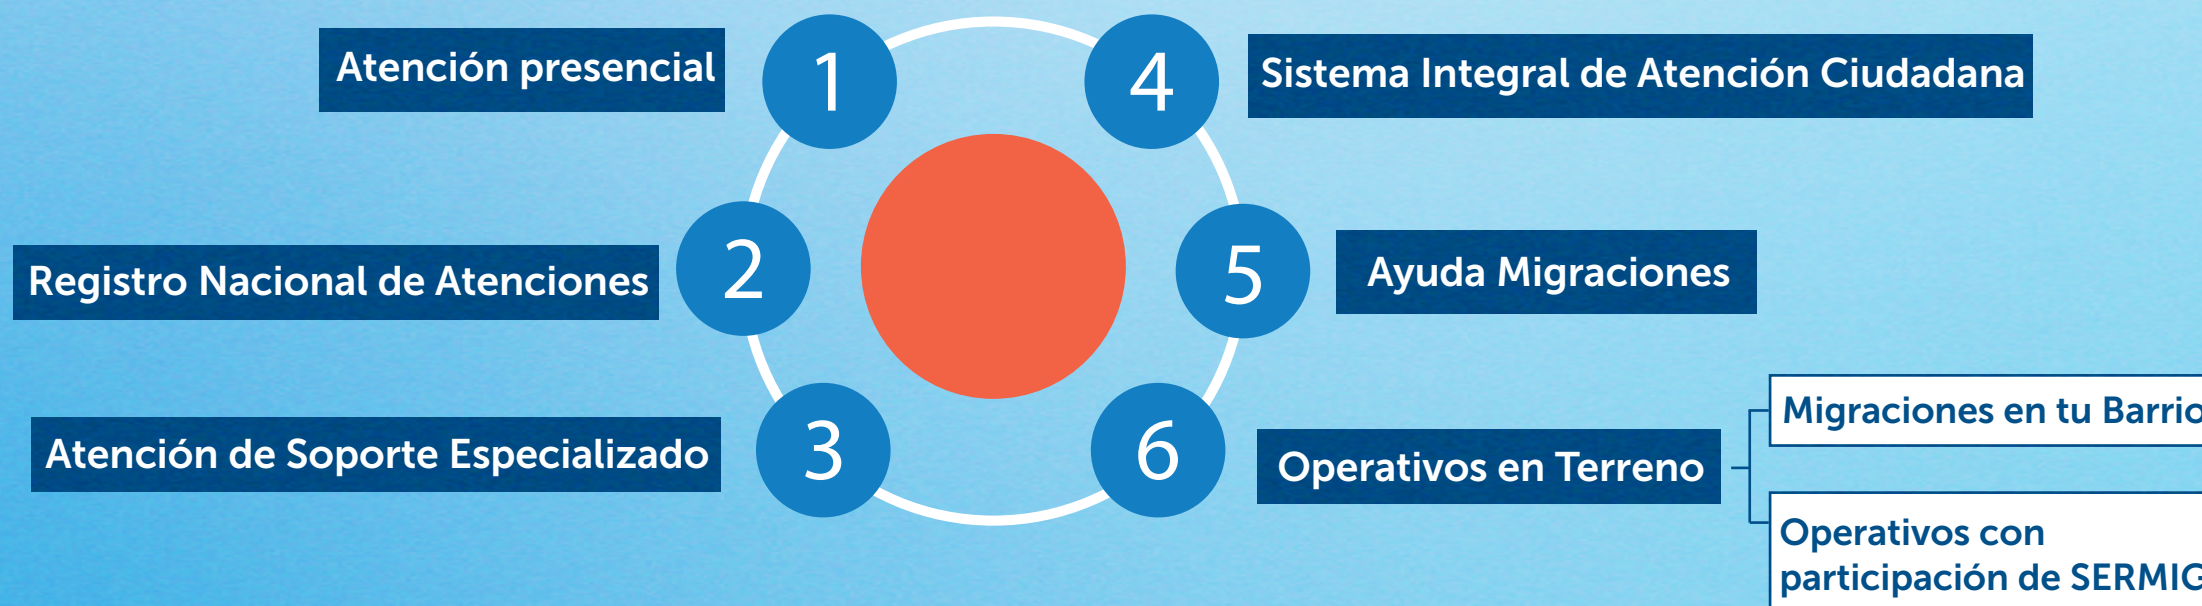 1
Atención presencial
2
Registro Nacional de Atenciones
3
Atención de Soporte Especializado
4
Sistema Integral de Atención Ciudadana
5
Ayuda Migraciones
6
Operativos en Terreno
Migraciones en tu Barrio
Operativos con
participación de SERMIG